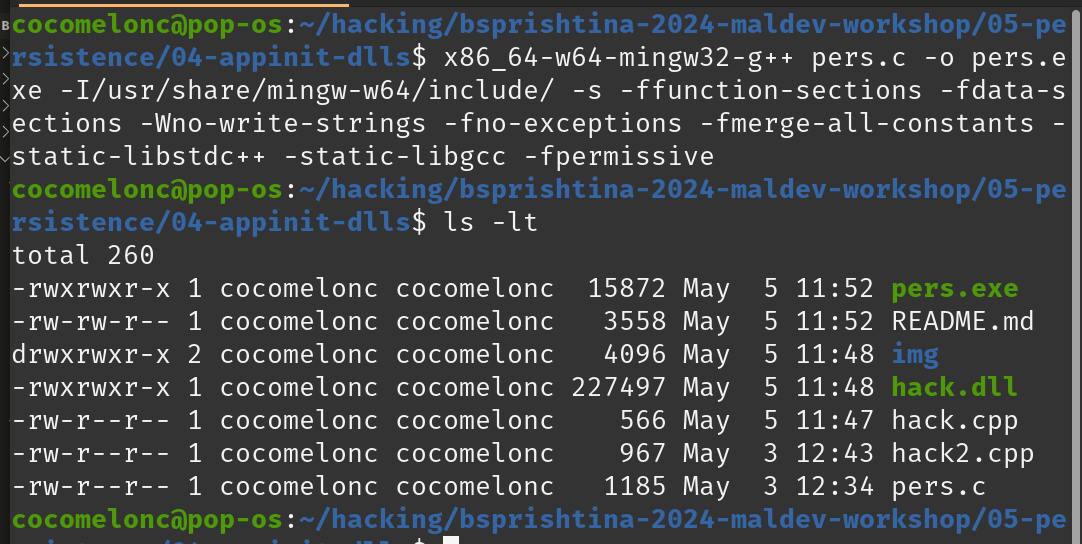 cocomelonc@pop-os:~/hacking/bsprishtina-2024-maldev-workshop/05-pe
rsistence/04-appinit-dlls$ x86_64-w64-mingw32-g++ pers.c -o pers.e
xe -I/usr/share/mingw-w64/include/ -s -ffunction-sections -fdata-s
ections -Wno-write-strings -fno-exceptions -fmerge-all-constants -
static-libstdc++ -static-libgcc -fpermissive
cocomelonc@pop-os:~/hacking/bsprishtina-2024-maldev-workshop/05-pe
rsistence/04-appinit-dlls$ ls -lt
total 260
-rwxrwxr-x 1 cocomelonc cocomelonc  15872 May  5 11:52 pers.exe
-rw-rw-r-- 1 cocomelonc cocomelonc   3558 May  5 11:52 README.md
drwxrwxr-x 2 cocomelonc cocomelonc   4096 May  5 11:48 img
-rwxrwxr-x 1 cocomelonc cocomelonc 227497 May  5 11:48 hack.dll
-rw-r--r-- 1 cocomelonc cocomelonc    566 May  5 11:47 hack.cpp
-rw-r--r-- 1 cocomelonc cocomelonc    967 May  3 12:43 hack2.cpp
-rw-r--r-- 1 cocomelonc cocomelonc   1185 May  3 12:34 pers.c
cocomelonc@pop-os:~/hacking/bsprishtina-2024-maldev-workshop/05-pe